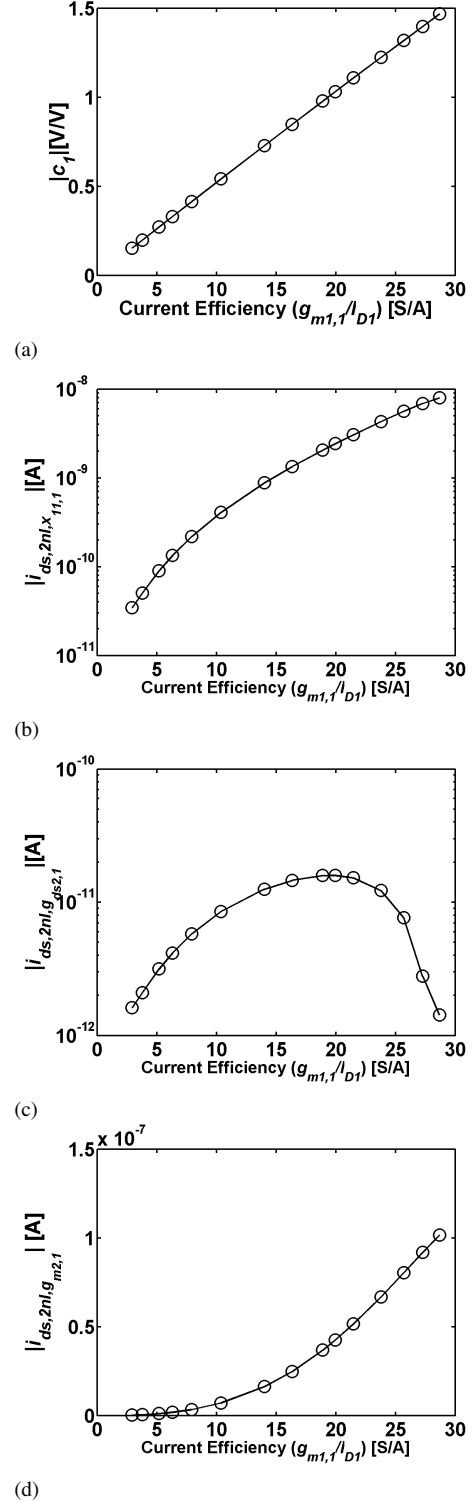 1.5
1
0.5
0
|c1|[V/V]
0 5 10 15 20 25 30
Current Efficiency (gm1,1/ID1) [S/A]
(a)
10-8
10-9
10-10
10-11
|ids,2nl,x11,1 |[A]
0 5 10 15 20 25 30
Current Efficiency (gm1,1/ID1) [S/A]
(b)
10-10
10-11
10-12
|ids,2nl,gds2,1 |[A]
0 5 10 15 20 25 30
Current Efficiency (gm1,1/ID1) [S/A]
(c)
x 10-7
1.5
1
0.5
0
|ids,2nl,gm2,1 | [A]
0 5 10 15 20 25 30
Current Efficiency (gm1,1/ID1) [S/A]
(d)